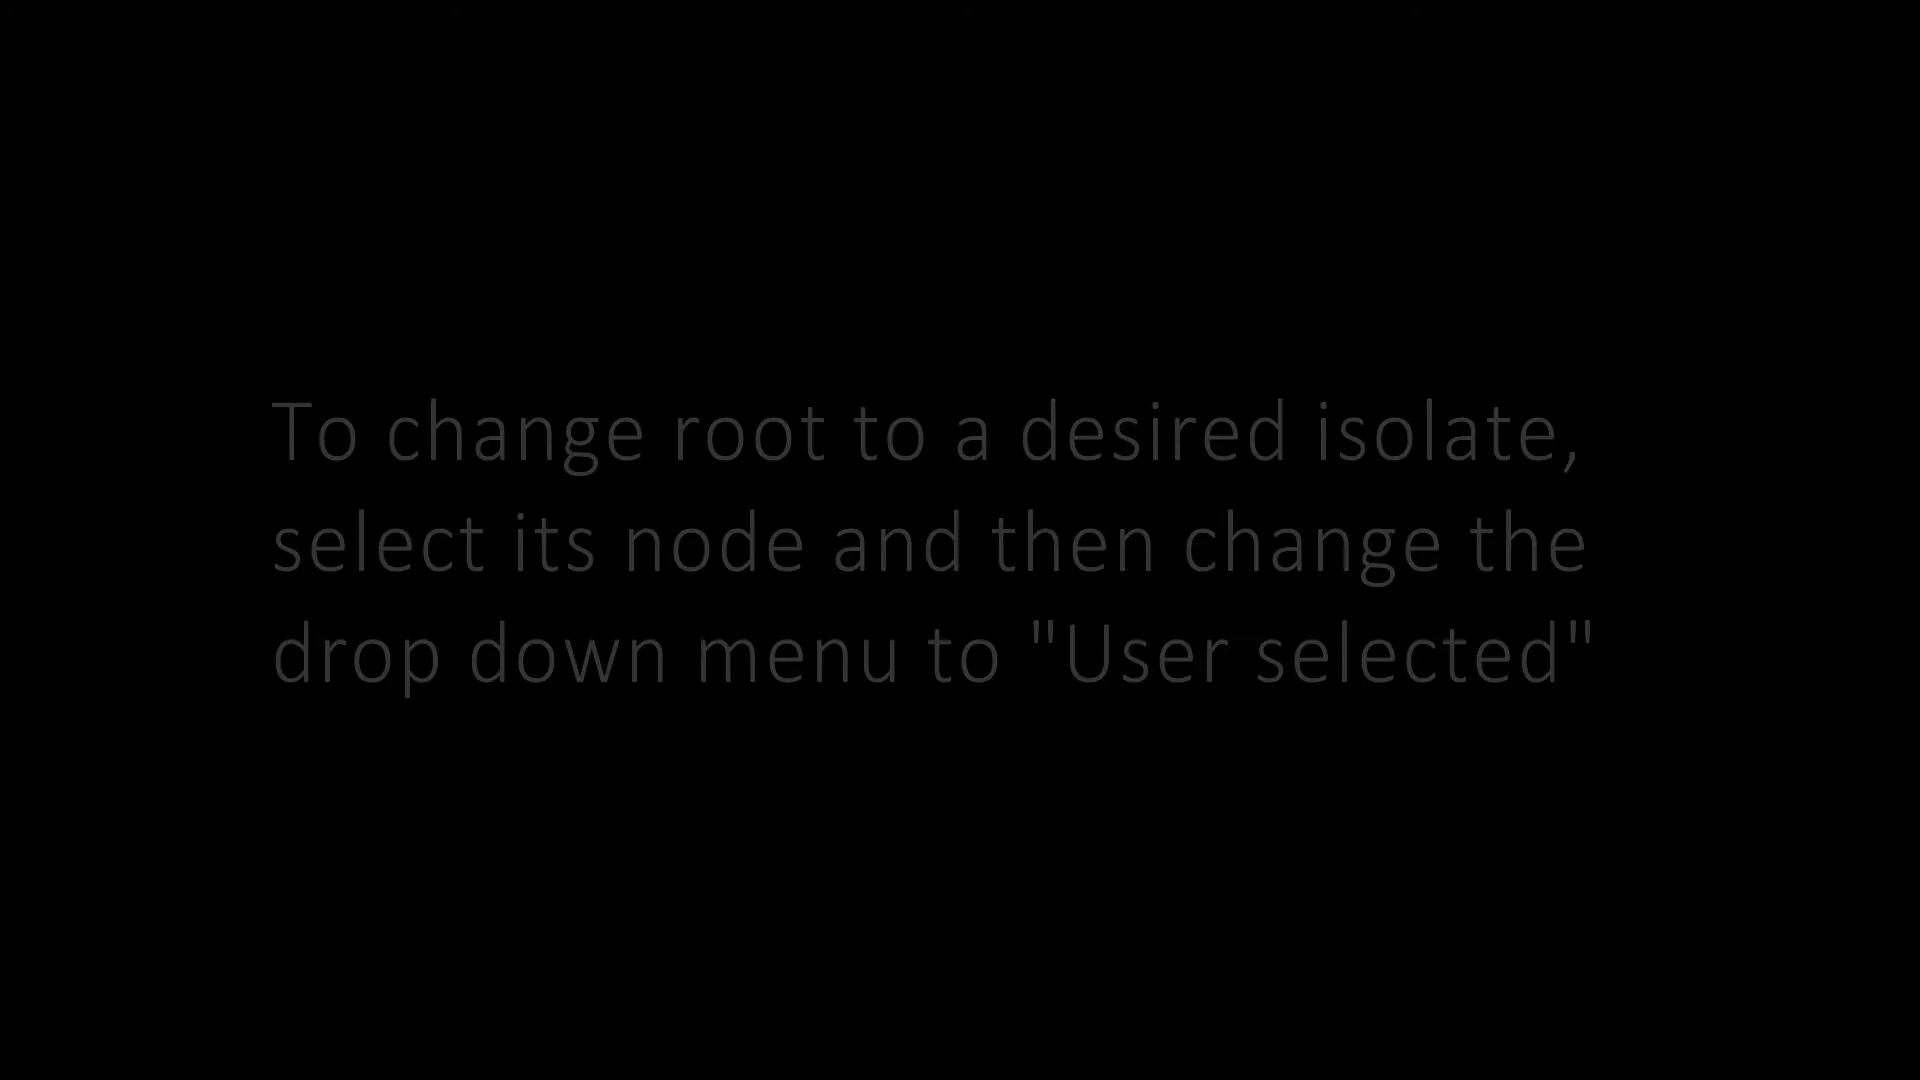 To change root to a desired isolate,
select its node and then change the
drop down menu to "User selected"